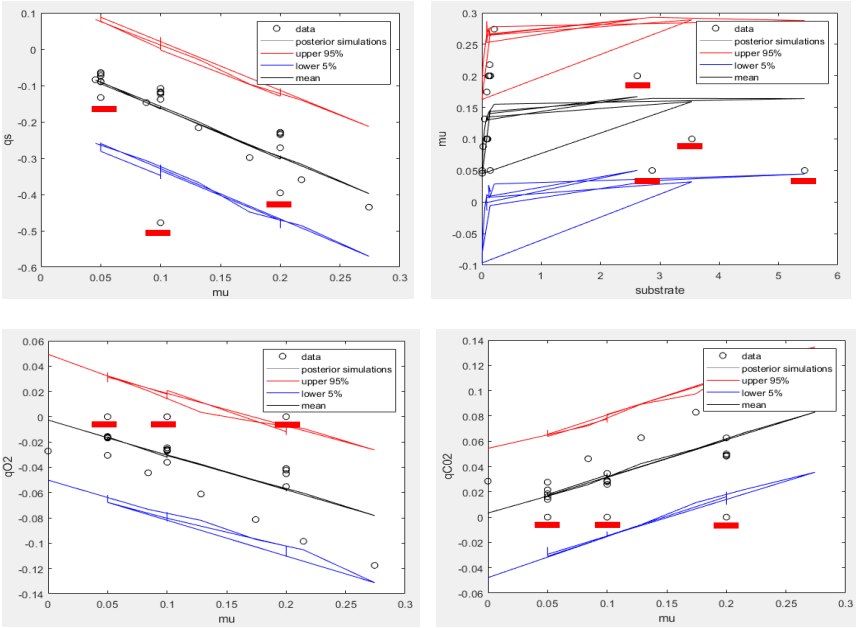 0.1
0
-0.1
-0.2
-0.3
-0.4
-0.5
-0.6
qs
0
0.05
0.1
0.15
0.2
0.25
0.3
mu
data
posterior simulations
upper 95%
lower 5%
mean
0.3
0.25
0.2
0.15
0.1
0.05
0
-0.05
-0.1
mu
0
1
2
3
4
5
6
substrate
data
posterior simulations
upper 95%
lower 5%
mean
0.06
0.04
0.02
0
-0.02
-0.04
-0.06
-0.08
-0.1
-0.12
-0.14
qO2
0
0.05
0.1
0.15
0.2
0.25
0.3
mu
data
posterior simulations
upper 95%
lower 5%
mean
0.14
0.12
0.1
0.08
0.06
0.04
0.02
0
-0.02
-0.04
-0.06
qC02
0
0.05
0.1
0.15
0.2
0.25
0.3
mu
data
posterior simulations
upper 95%
lower 5%
mean